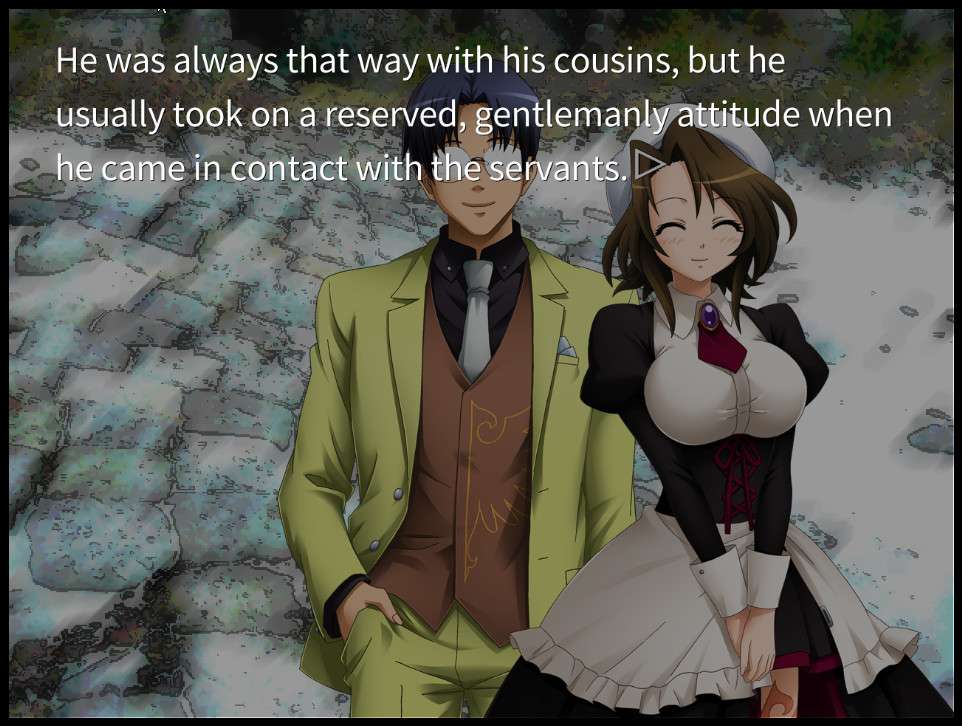 He was always that way with his cousins, but he
usually took on a reserved, gentlemanly attitude when
he came in contact with the servants.